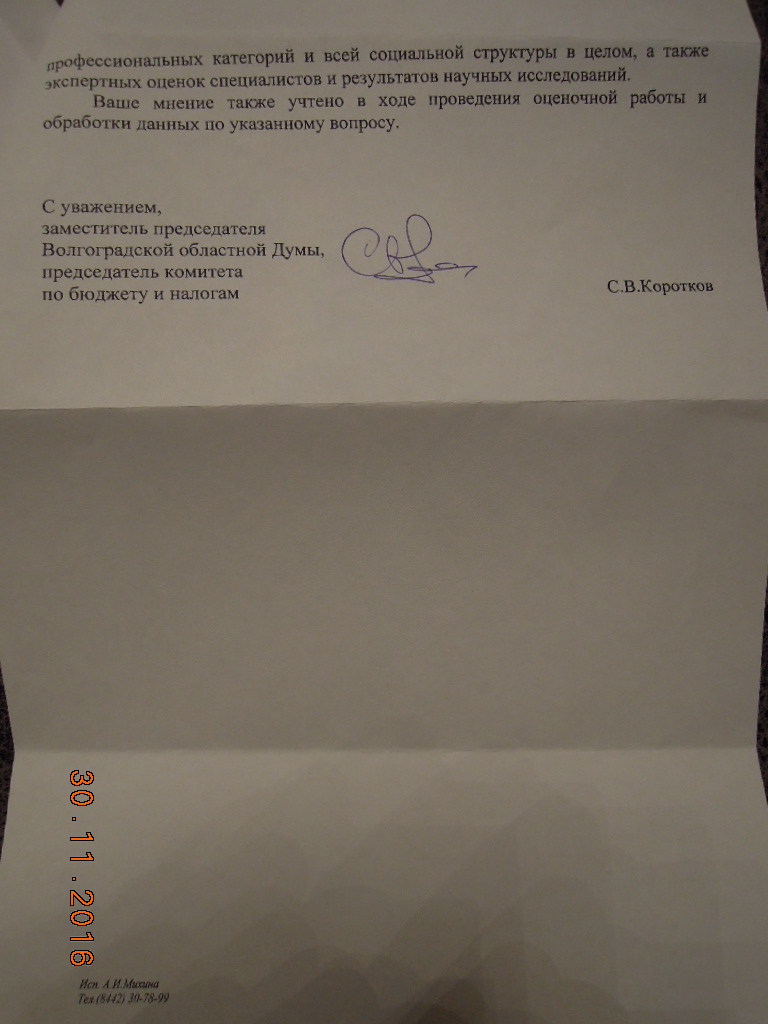 профессиональных категорий и всей социальной структуры в целом, а также
экспертных оценок специалистов и результатов научных исследований.
Ваше мнение также учтено в ходе проведения оценочной работы и
обработки данных по указанному вопросу.
С уважением,
заместитель председателя
Волгоградской областной Думы,
председатель комитета
по бюджету и налогам
С.В.Коротков
30.11.2016
Исп. А.И.Михина
Тел.(8442) 30-78-99